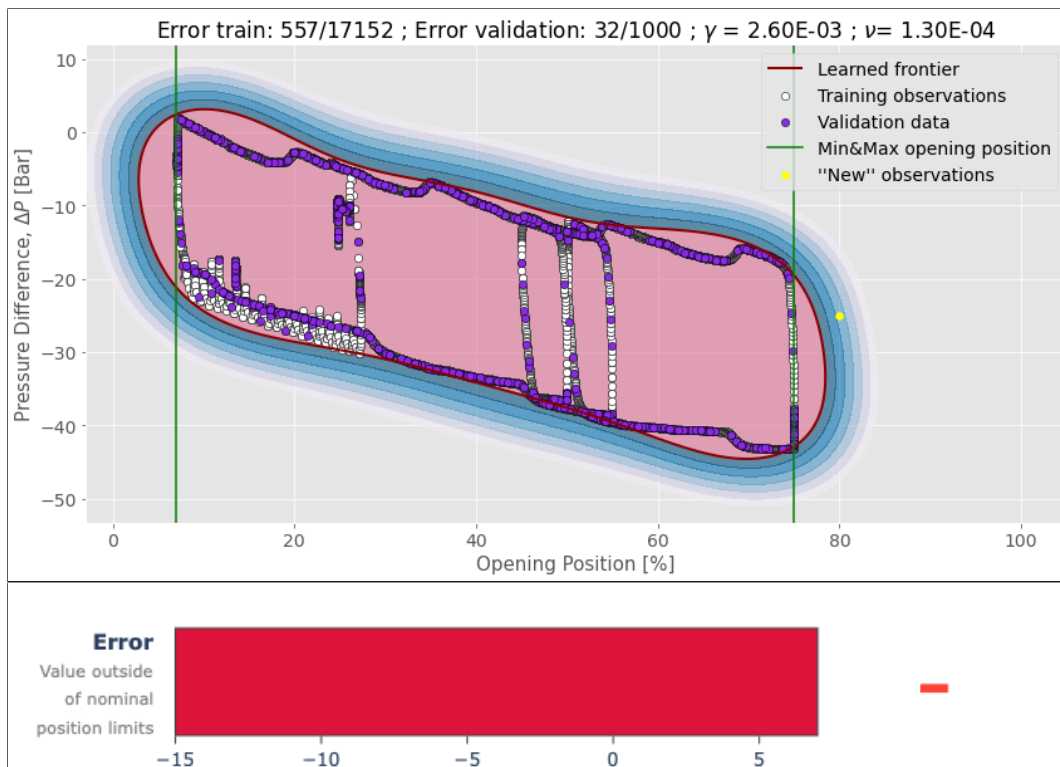 Error train: 557/17152 ; Error validation: 32/1000 ; γ = 2.60E-03 ; ν= 1.30E-04
Learned frontier
Training observations
Validation data
Min&Max opening position
''New'' observations
Pressure Difference, ΔP [Bar]
10
0
−10
−20
−30
−40
−50
0 20 40 60 80 100
Opening Position [%]
Error
Value outside
of nominal
position limits
−15 −10 −5 0 5